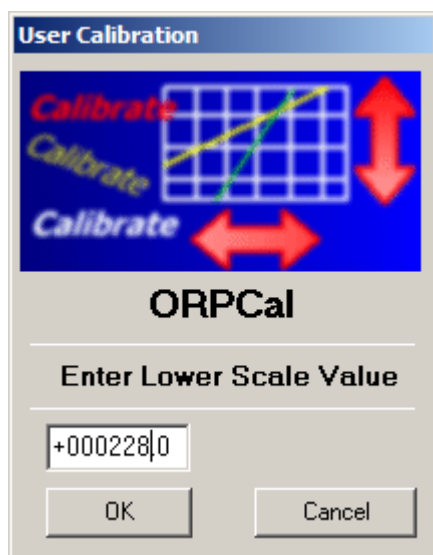 User Calibration
Calibrate
Calibrate
Calibrate
ORPCal
Enter Lower Scale Value
+000228.0
OK
Cancel